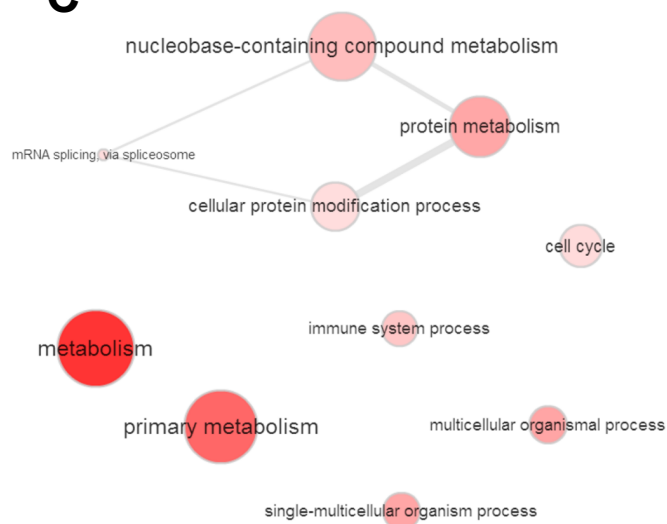 C
nucleobase-containing compound metabolism
protein metabolism
mRNA splicing, via spliceosome
cellular protein modification process
cell cycle
immune system process
metabolism
primary metabolism
multicellular organismal process
single-multicellular organism process